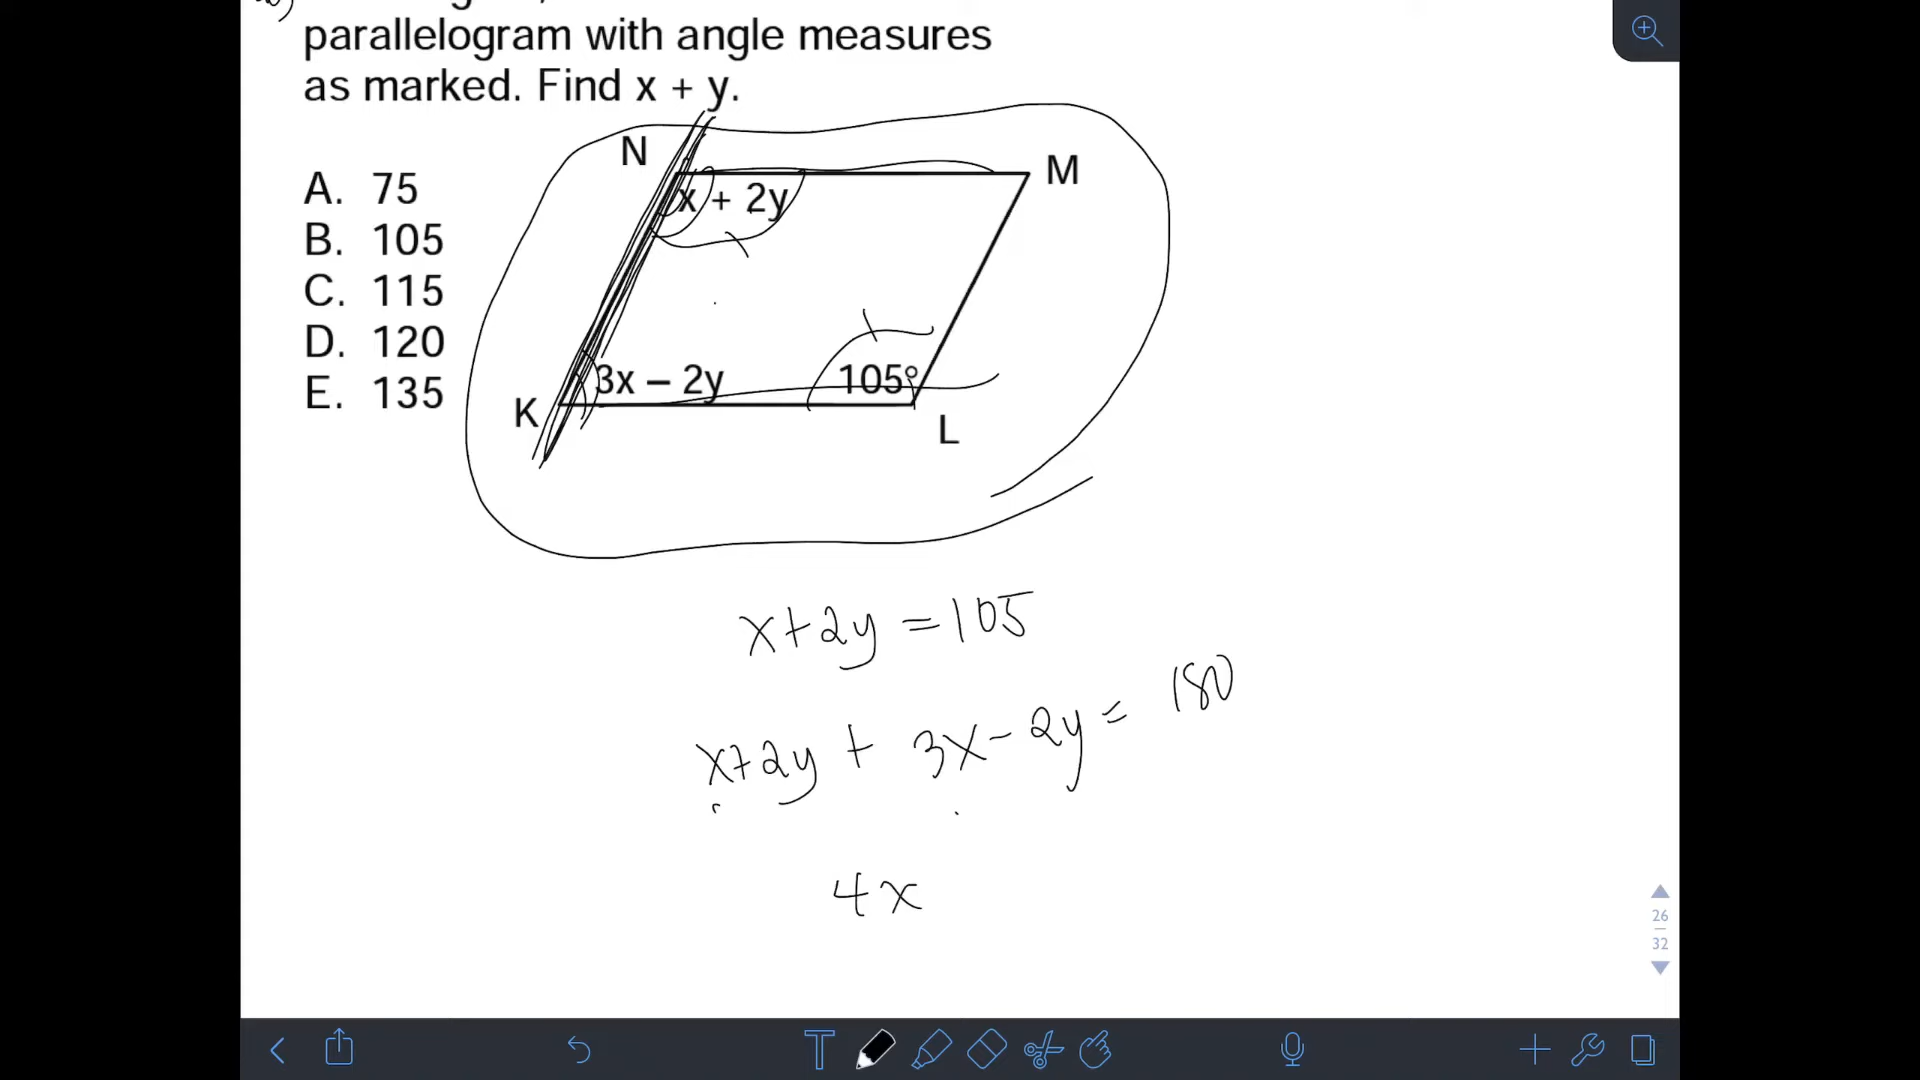 parallelogram with angle measures
as marked. Find x + y.
N
M
x + 2y
A. 75
B. 105
C. 115
D. 120
E. 135
3x – 2y
105°
K
L
x+2y = 105
x+2y + 3x - 2y = 180
4x
26
32
T